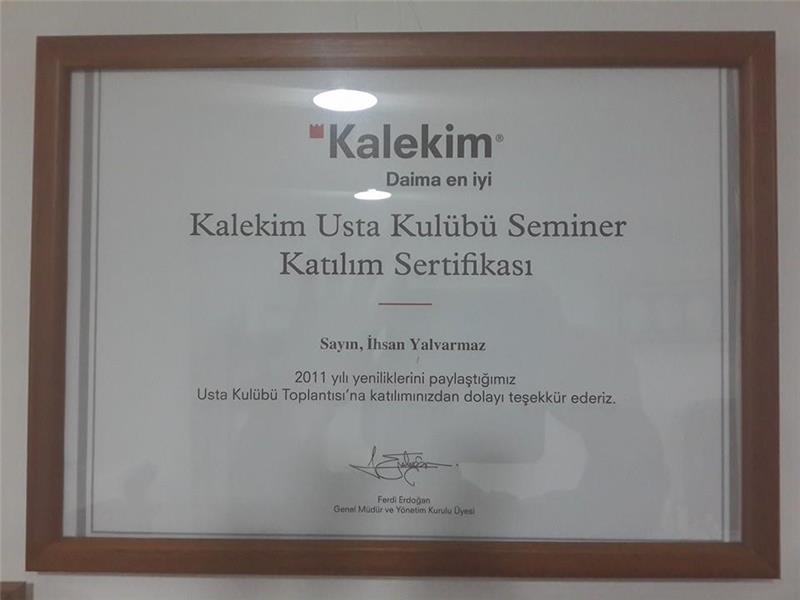 Kalekim®
Daima en iyi
Kalekim Usta Kulübü Seminer
Katılım Sertifikası
Sayın, İhsan Yalvarmaz
2011 yılı yeniliklerini paylaştığımız
Usta Kulübü Toplantısı'na katılımınızdan dolayı teşekkür ederiz.
Ferdi Erdoğan
Genel Müdür ve Yönetim Kurulu Üyesi